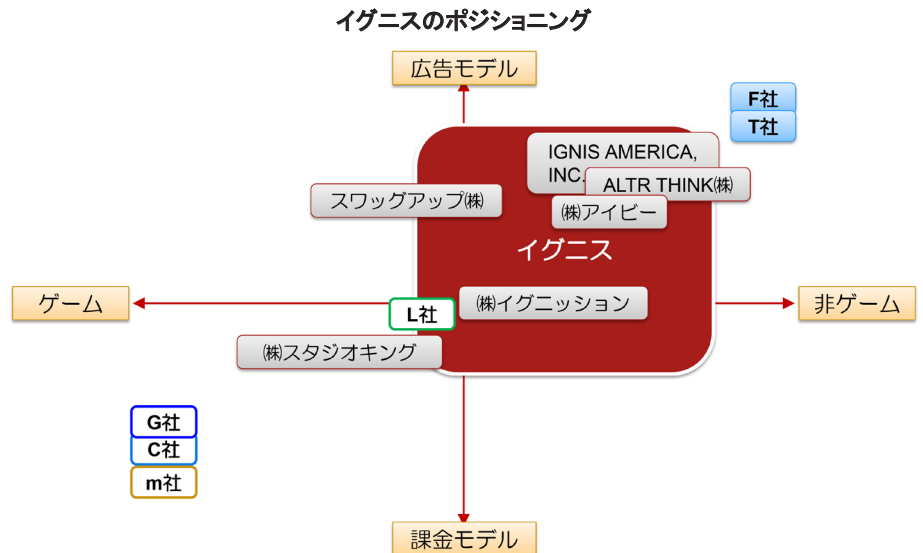 イグニスのポジショニング
広告モデル
F社
T社
IGNIS AMERICA,
INC.
ALTR THINK㈱
スワッグアップ㈱
㈱アイビー
イグニス
ゲーム
L社
㈱イグニッション
非ゲーム
㈱スタジオキング
G社
C社
m社
課金モデル